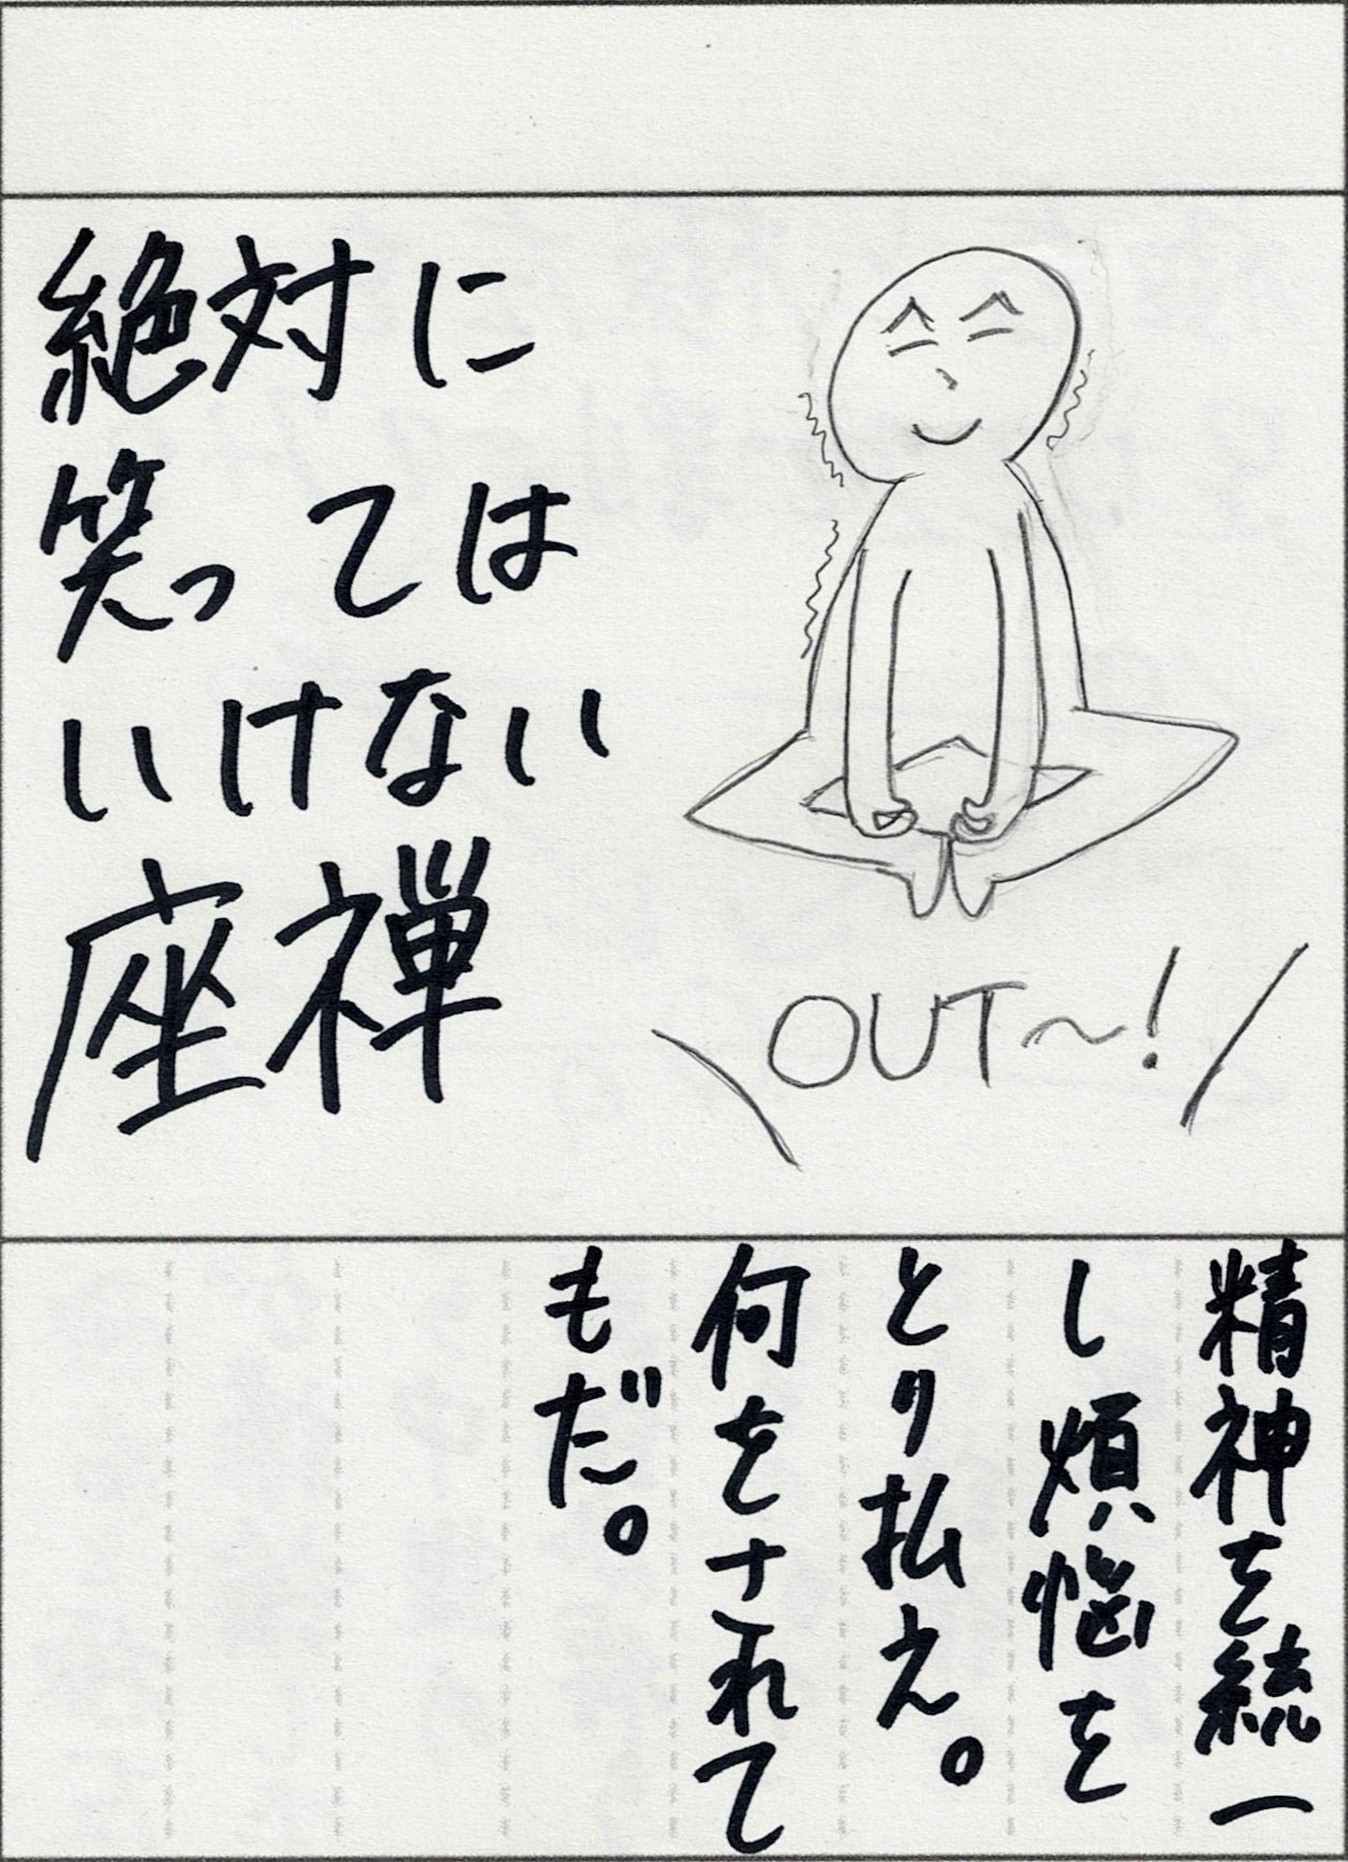 絶対に
笑っては
いけない
座禅
OUT〜!
精神を統一
し煩悩を
とり払え。
何をされて
もだ。